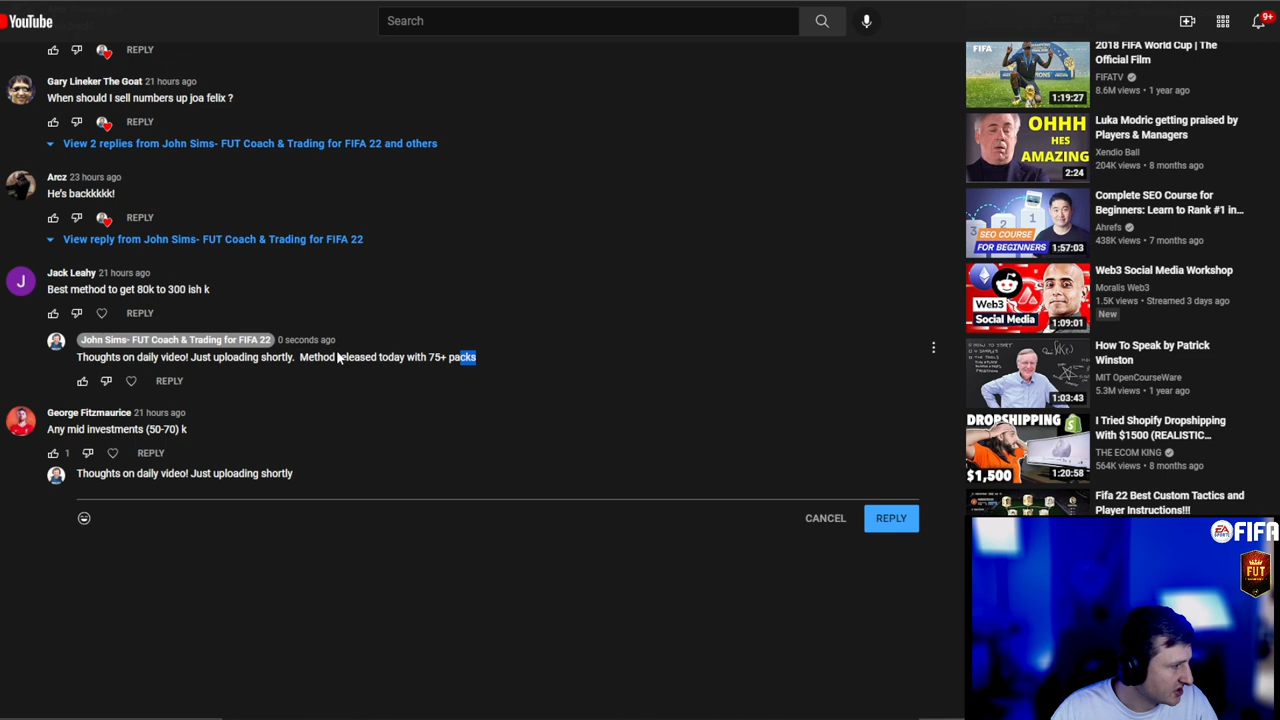 YouTube
Search
9+
REPLY
Gary Lineker The Goat 21 hours ago
When should I sell numbers up joa felix ?
REPLY
View 2 replies from John Sims- FUT Coach & Trading for FIFA 22 and others
Arcz 23 hours ago
He's backkkkk!
REPLY
View reply from John Sims- FUT Coach & Trading for FIFA 22
J
Jack Leahy 21 hours ago
Best method to get 80k to 300 ish k
REPLY
John Sims- FUT Coach & Trading for FIFA 22 0 seconds ago
Thoughts on daily video! Just uploading shortly. Method released today with 75+ packs
REPLY
George Fitzmaurice 21 hours ago
Any mid investments (50-70) k
1 REPLY
Thoughts on daily video! Just uploading shortly
CANCEL REPLY
FIFA
1:19:27
2018 FIFA World Cup | The
Official Film
FIFATV
8.6M views • 1 year ago
OHHH
HES
AMAZING
2:24
Luka Modric getting praised by
Players & Managers
Xendio Ball
204K views • 8 months ago
SEO COURSE
FOR BEGINNERS
1:57:03
Complete SEO Course for
Beginners: Learn to Rank #1 in...
Ahrefs
438K views • 7 months ago
Web3
Social Media
1:09:01
Web3 Social Media Workshop
Moralis Web3
1.5K views • Streamed 3 days ago
New
1:03:43
How To Speak by Patrick
Winston
MIT OpenCourseWare
5.3M views • 1 year ago
DROPSHIPPING
$1,500
1:20:58
I Tried Shopify Dropshipping
With $1500 (REALISTIC...
THE ECOM KING
564K views • 8 months ago
Fifa 22 Best Custom Tactics and
Player Instructions!!!
EA
SPORTS
FIFA
FUT